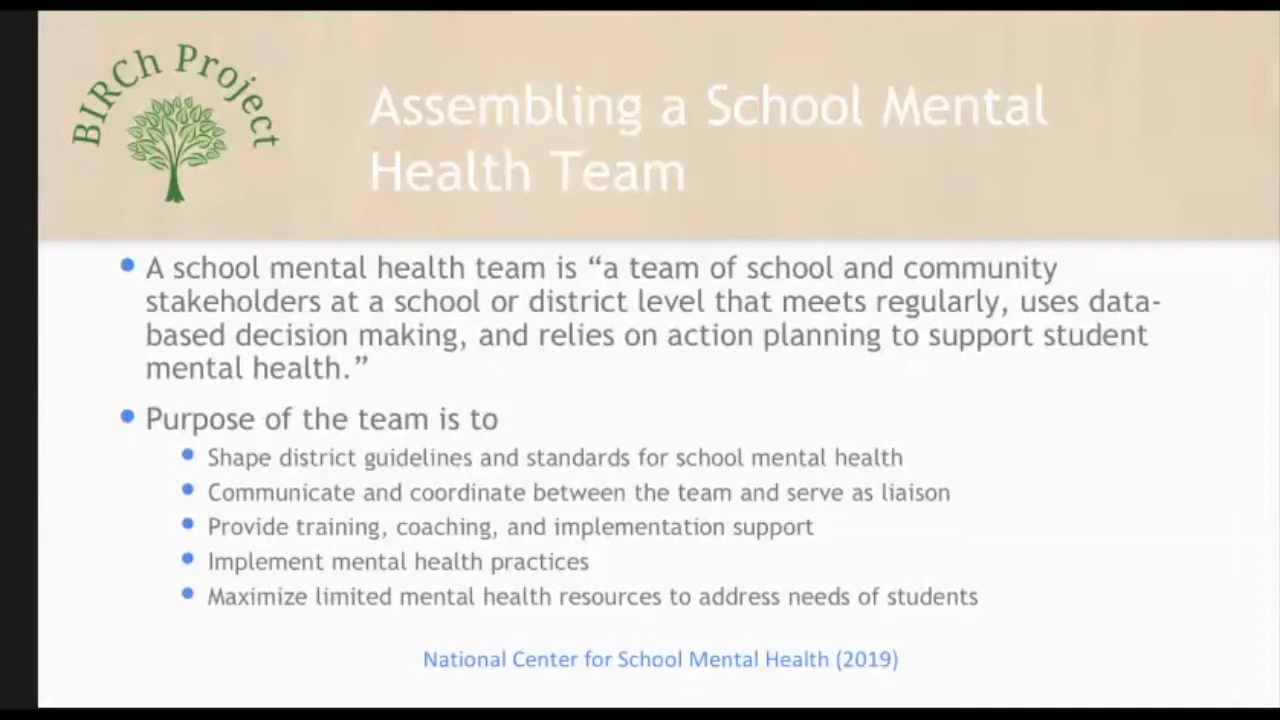 BIRCh Project
Assembling a School Mental
Health Team
• A school mental health team is “a team of school and community
stakeholders at a school or district level that meets regularly, uses data-
based decision making, and relies on action planning to support student
mental health.”
• Purpose of the team is to
• Shape district guidelines and standards for school mental health
• Communicate and coordinate between the team and serve as liaison
• Provide training, coaching, and implementation support
• Implement mental health practices
• Maximize limited mental health resources to address needs of students
National Center for School Mental Health (2019)